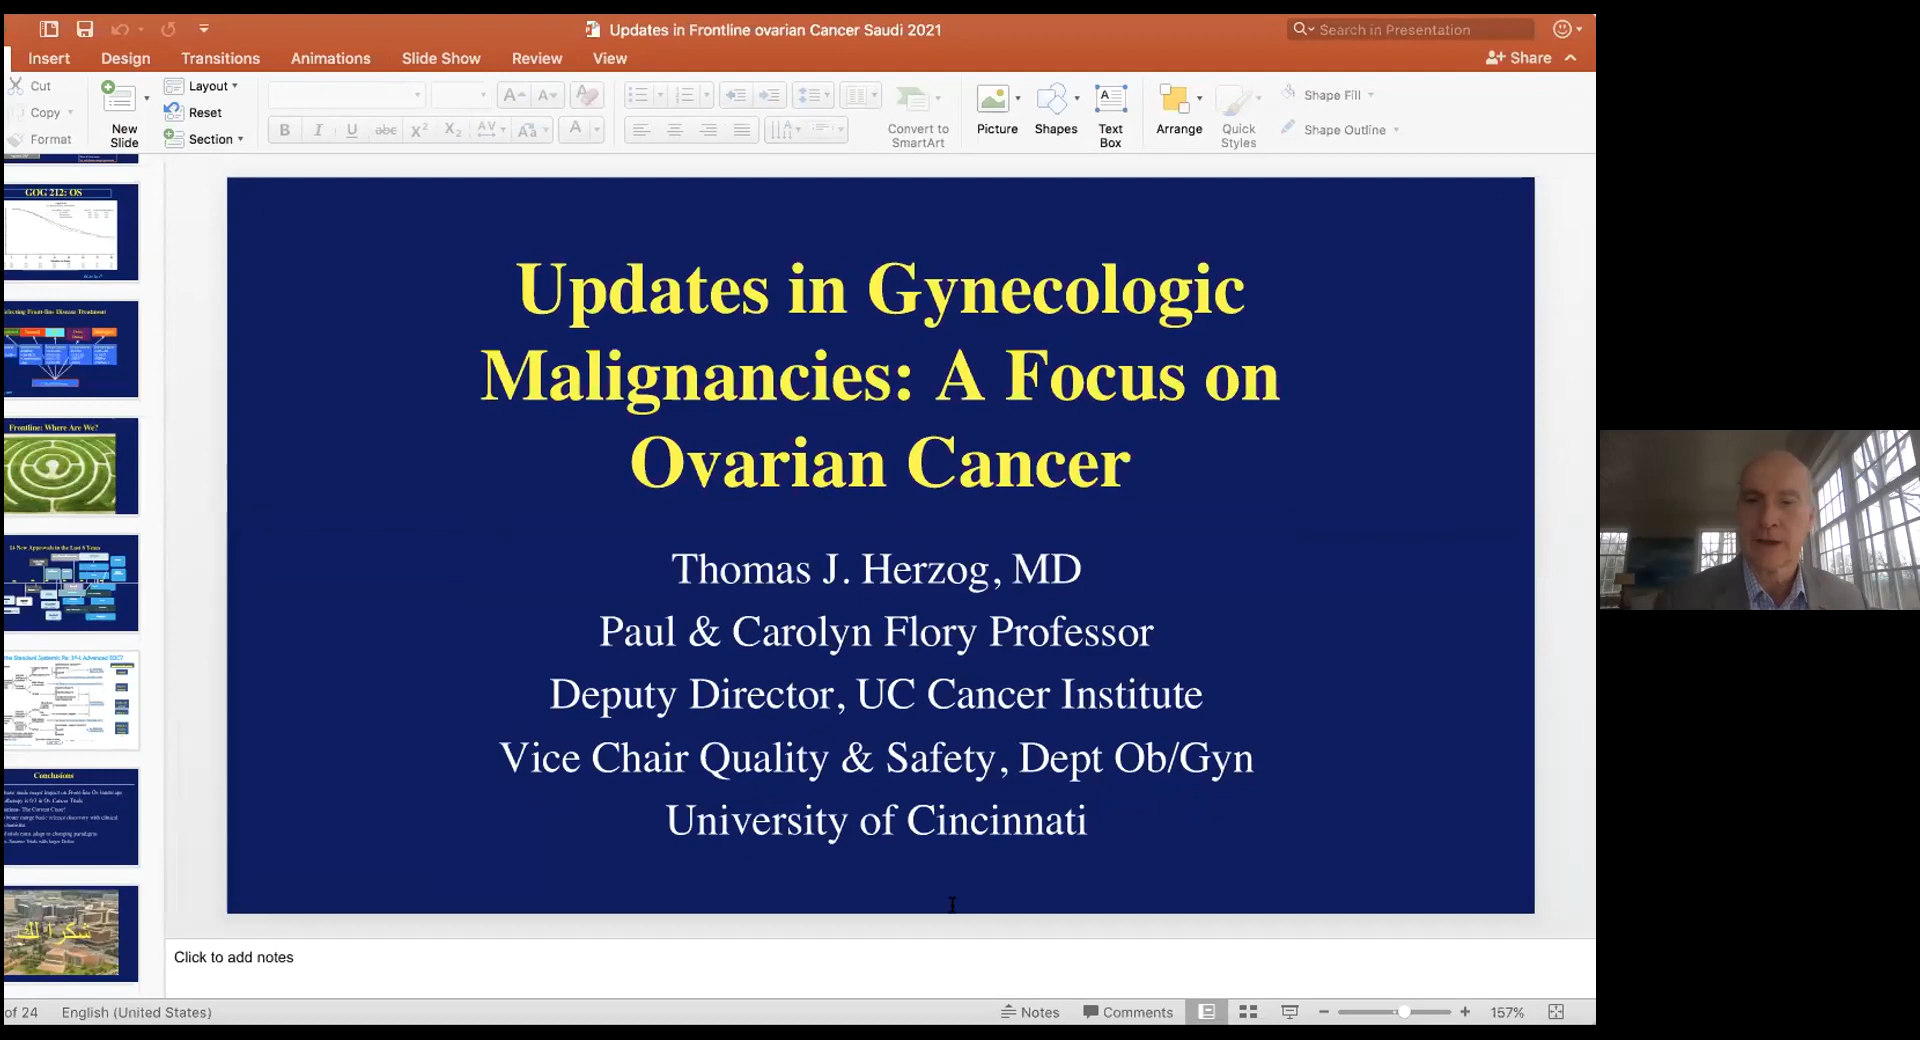 Updates in Frontline ovarian Cancer Saudi 2021
Search in Presentation
Insert
Design
Transitions
Animations
Slide Show
Review
View
Share
Cut
Copy
Format
New
Slide
Layout
Reset
Section
Convert to
SmartArt
Picture
Shapes
Text
Box
Arrange
Quick
Styles
Shape Fill
Shape Outline
GOG 212: OS
Frontline: Where Are We?
Conclusions
شكرا لك
Updates in Gynecologic
Malignancies: A Focus on
Ovarian Cancer
Thomas J. Herzog, MD
Paul & Carolyn Flory Professor
Deputy Director, UC Cancer Institute
Vice Chair Quality & Safety, Dept Ob/Gyn
University of Cincinnati
Click to add notes
of 24
English (United States)
Notes
Comments
157%